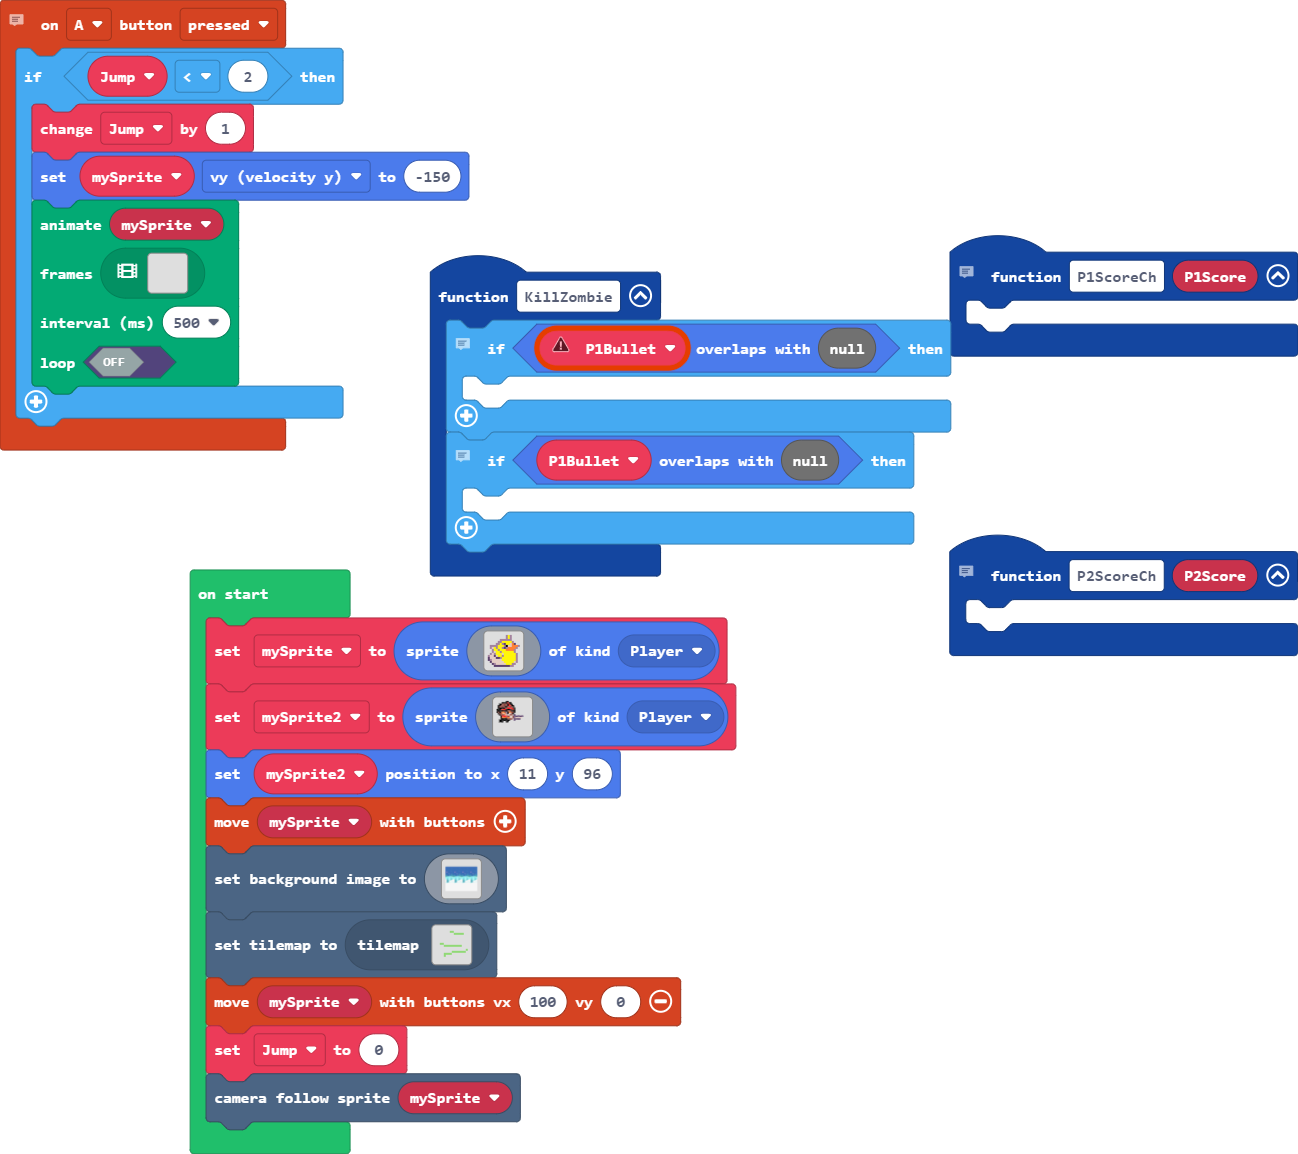 on A button pressed
if Jump < 2 then
change Jump by 1
set mySprite vy (velocity y) to -150
animate mySprite
frames
interval (ms) 500
loop OFF
function KillZombie
if P1Bullet overlaps with null then
if P1Bullet overlaps with null then
function P1ScoreCh P1Score
function P2ScoreCh P2Score
on start
set mySprite to sprite of kind Player
set mySprite2 to sprite of kind Player
set mySprite2 position to x 11 y 96
move mySprite with buttons
set background image to
set tilemap to tilemap
move mySprite with buttons vx 100 vy 0
set Jump to 0
camera follow sprite mySprite